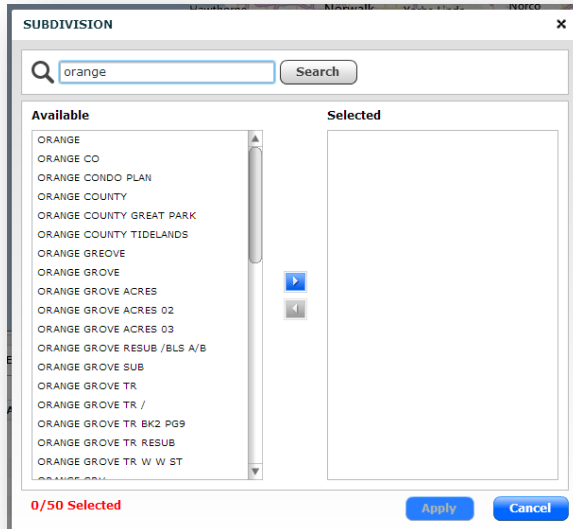 Hawthorne Norwalk Yorba Linda Norco
SUBDIVISION
orange
Search
Available
Selected
ORANGE
ORANGE CO
ORANGE CONDO PLAN
ORANGE COUNTY
ORANGE COUNTY GREAT PARK
ORANGE COUNTY TIDELANDS
ORANGE GREOVE
ORANGE GROVE
ORANGE GROVE ACRES
ORANGE GROVE ACRES 02
ORANGE GROVE ACRES 03
ORANGE GROVE RESUB /BLS A/B
ORANGE GROVE SUB
ORANGE GROVE TR
ORANGE GROVE TR /
ORANGE GROVE TR BK2 PG9
ORANGE GROVE TR RESUB
ORANGE GROVE TR W W ST
0/50 Selected
Apply
Cancel